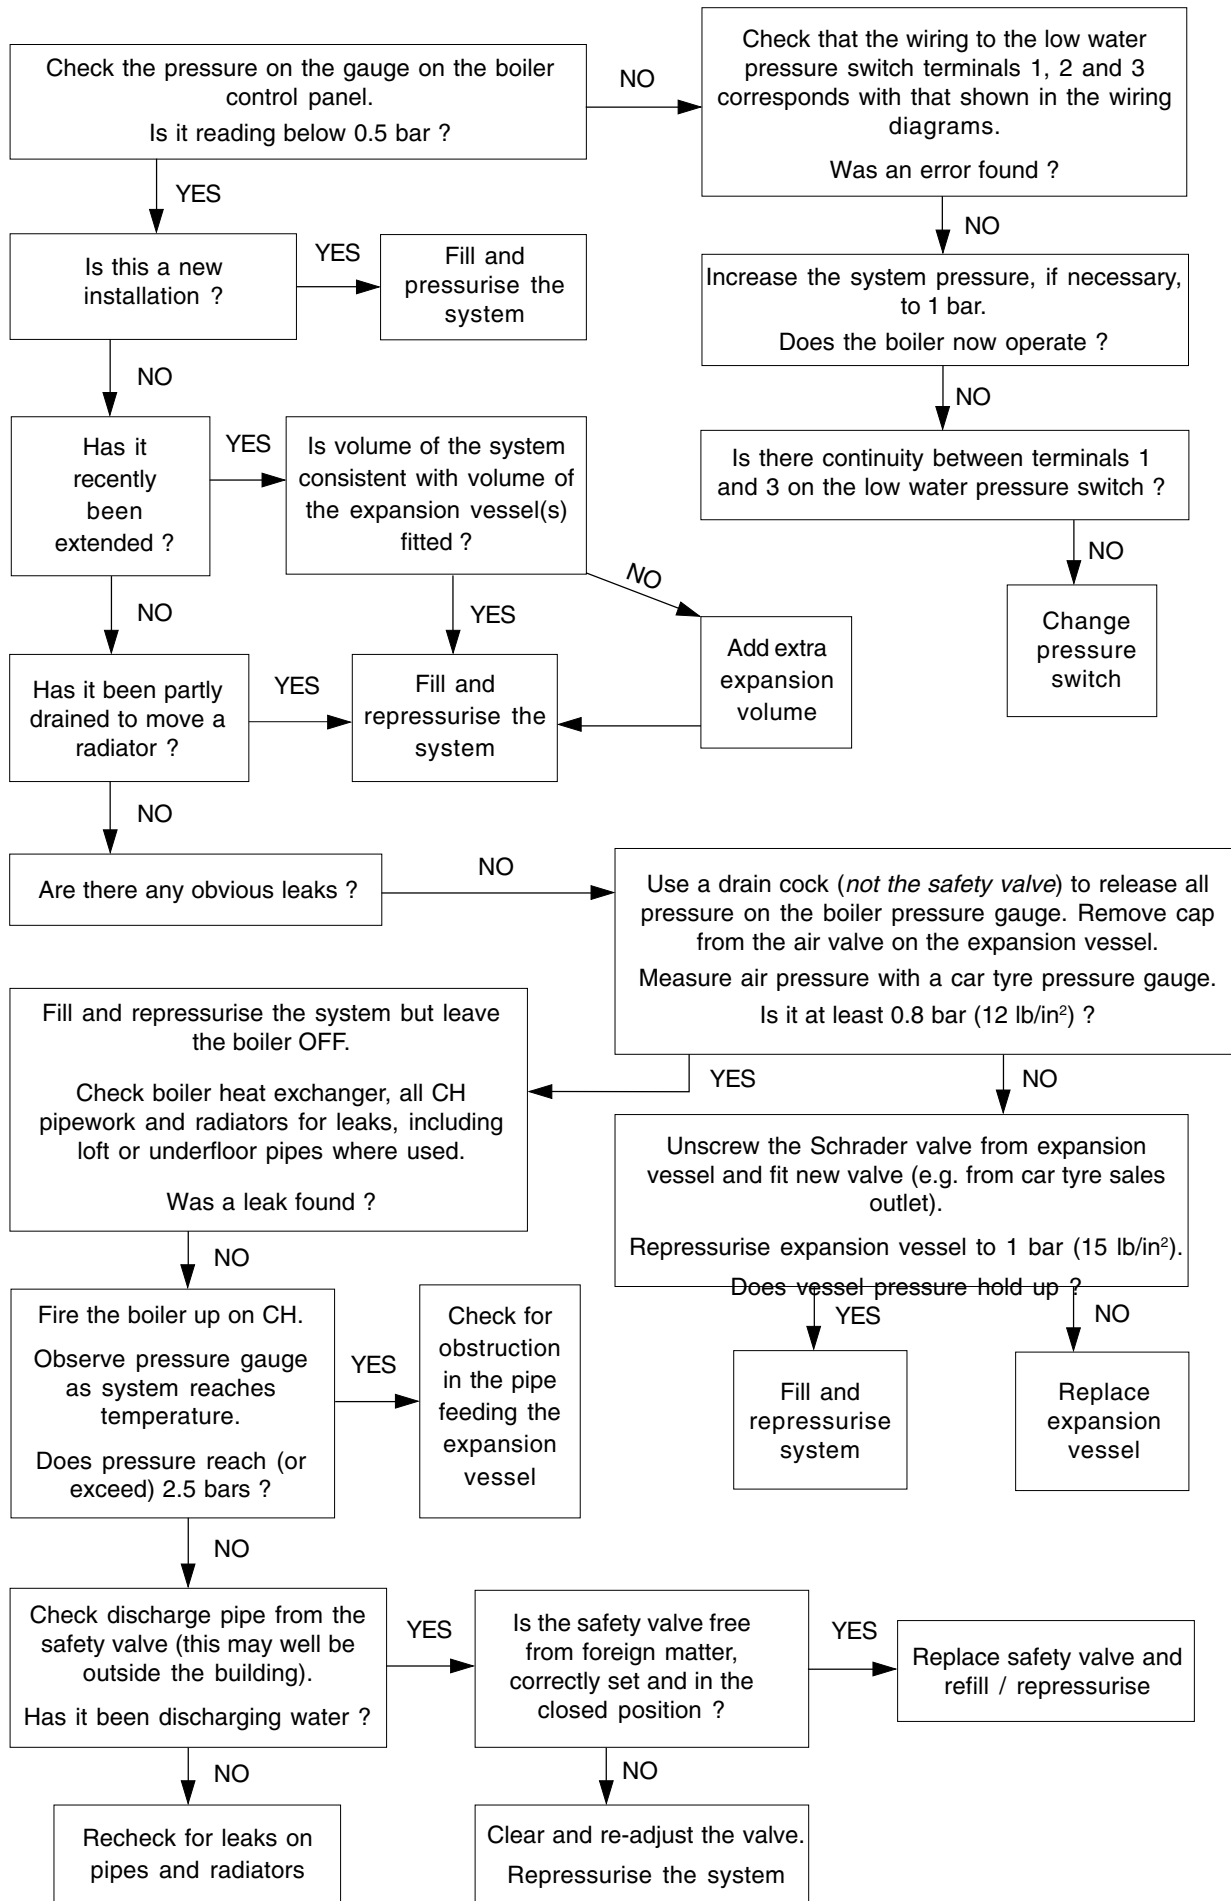 Check the pressure on the gauge on the boiler
control panel.
Is it reading below 0.5 bar ?
NO
Check that the wiring to the low water
pressure switch terminals 1, 2 and 3
corresponds with that shown in the wiring
diagrams.
Was an error found ?
YES
NO
Is this a new
installation ?
YES
Fill and
pressurise the
system
Increase the system pressure, if necessary,
to 1 bar.
Does the boiler now operate ?
NO
NO
Has it
recently
been
extended ?
YES
Is volume of the system
consistent with volume of
the expansion vessel(s)
fitted ?
Is there continuity between terminals 1
and 3 on the low water pressure switch ?
NO
NO
YES
NO
Change
pressure
switch
Has it been partly
drained to move a
radiator ?
YES
Fill and
repressurise the
system
Add extra
expansion
volume
NO
Are there any obvious leaks ?
NO
Use a drain cock (not the safety valve) to release all
pressure on the boiler pressure gauge. Remove cap
from the air valve on the expansion vessel.
Measure air pressure with a car tyre pressure gauge.
Is it at least 0.8 bar (12 lb/in²) ?
YES
NO
Fill and repressurise the system but leave
the boiler OFF.
Check boiler heat exchanger, all CH
pipework and radiators for leaks, including
loft or underfloor pipes where used.
Was a leak found ?
Unscrew the Schrader valve from expansion
vessel and fit new valve (e.g. from car tyre sales
outlet).
Repressurise expansion vessel to 1 bar (15 lb/in²).
Does vessel pressure hold up ?
NO
YES
NO
Fire the boiler up on CH.
Observe pressure gauge
as system reaches
temperature.
Does pressure reach (or
exceed) 2.5 bars ?
YES
Check for
obstruction
in the pipe
feeding the
expansion
vessel
Fill and
repressurise
system
Replace
expansion
vessel
NO
Check discharge pipe from the
safety valve (this may well be
outside the building).
Has it been discharging water ?
YES
Is the safety valve free
from foreign matter,
correctly set and in the
closed position ?
YES
Replace safety valve and
refill / repressurise
NO
NO
Recheck for leaks on
pipes and radiators
Clear and re-adjust the valve.
Repressurise the system